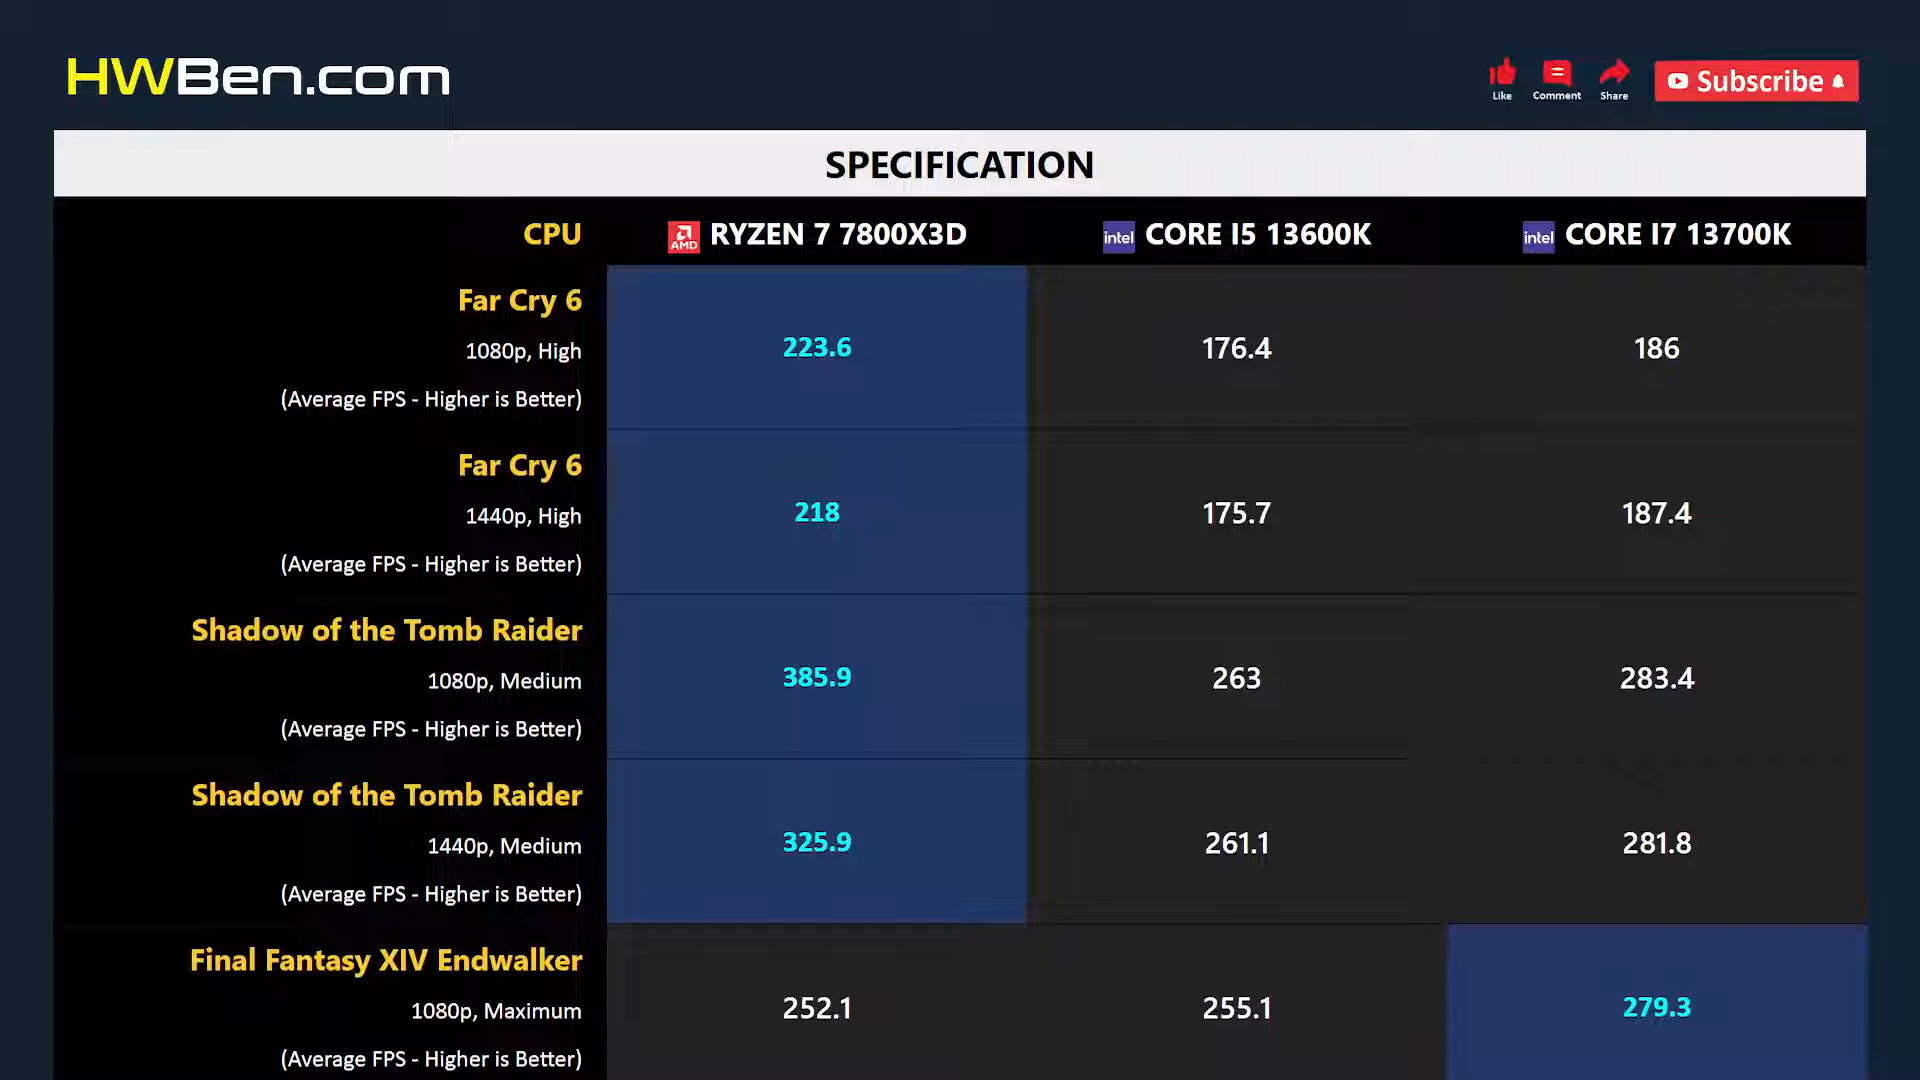 HWBen.com
Like Comment Share Subscribe
SPECIFICATION
CPU AMD RYZEN 7 7800X3D intel CORE I5 13600K intel CORE I7 13700K
Far Cry 6
1080p, High 223.6 176.4 186
(Average FPS - Higher is Better)
Far Cry 6
1440p, High 218 175.7 187.4
(Average FPS - Higher is Better)
Shadow of the Tomb Raider
1080p, Medium 385.9 263 283.4
(Average FPS - Higher is Better)
Shadow of the Tomb Raider
1440p, Medium 325.9 261.1 281.8
(Average FPS - Higher is Better)
Final Fantasy XIV Endwalker
1080p, Maximum 252.1 255.1 279.3
(Average FPS - Higher is Better)